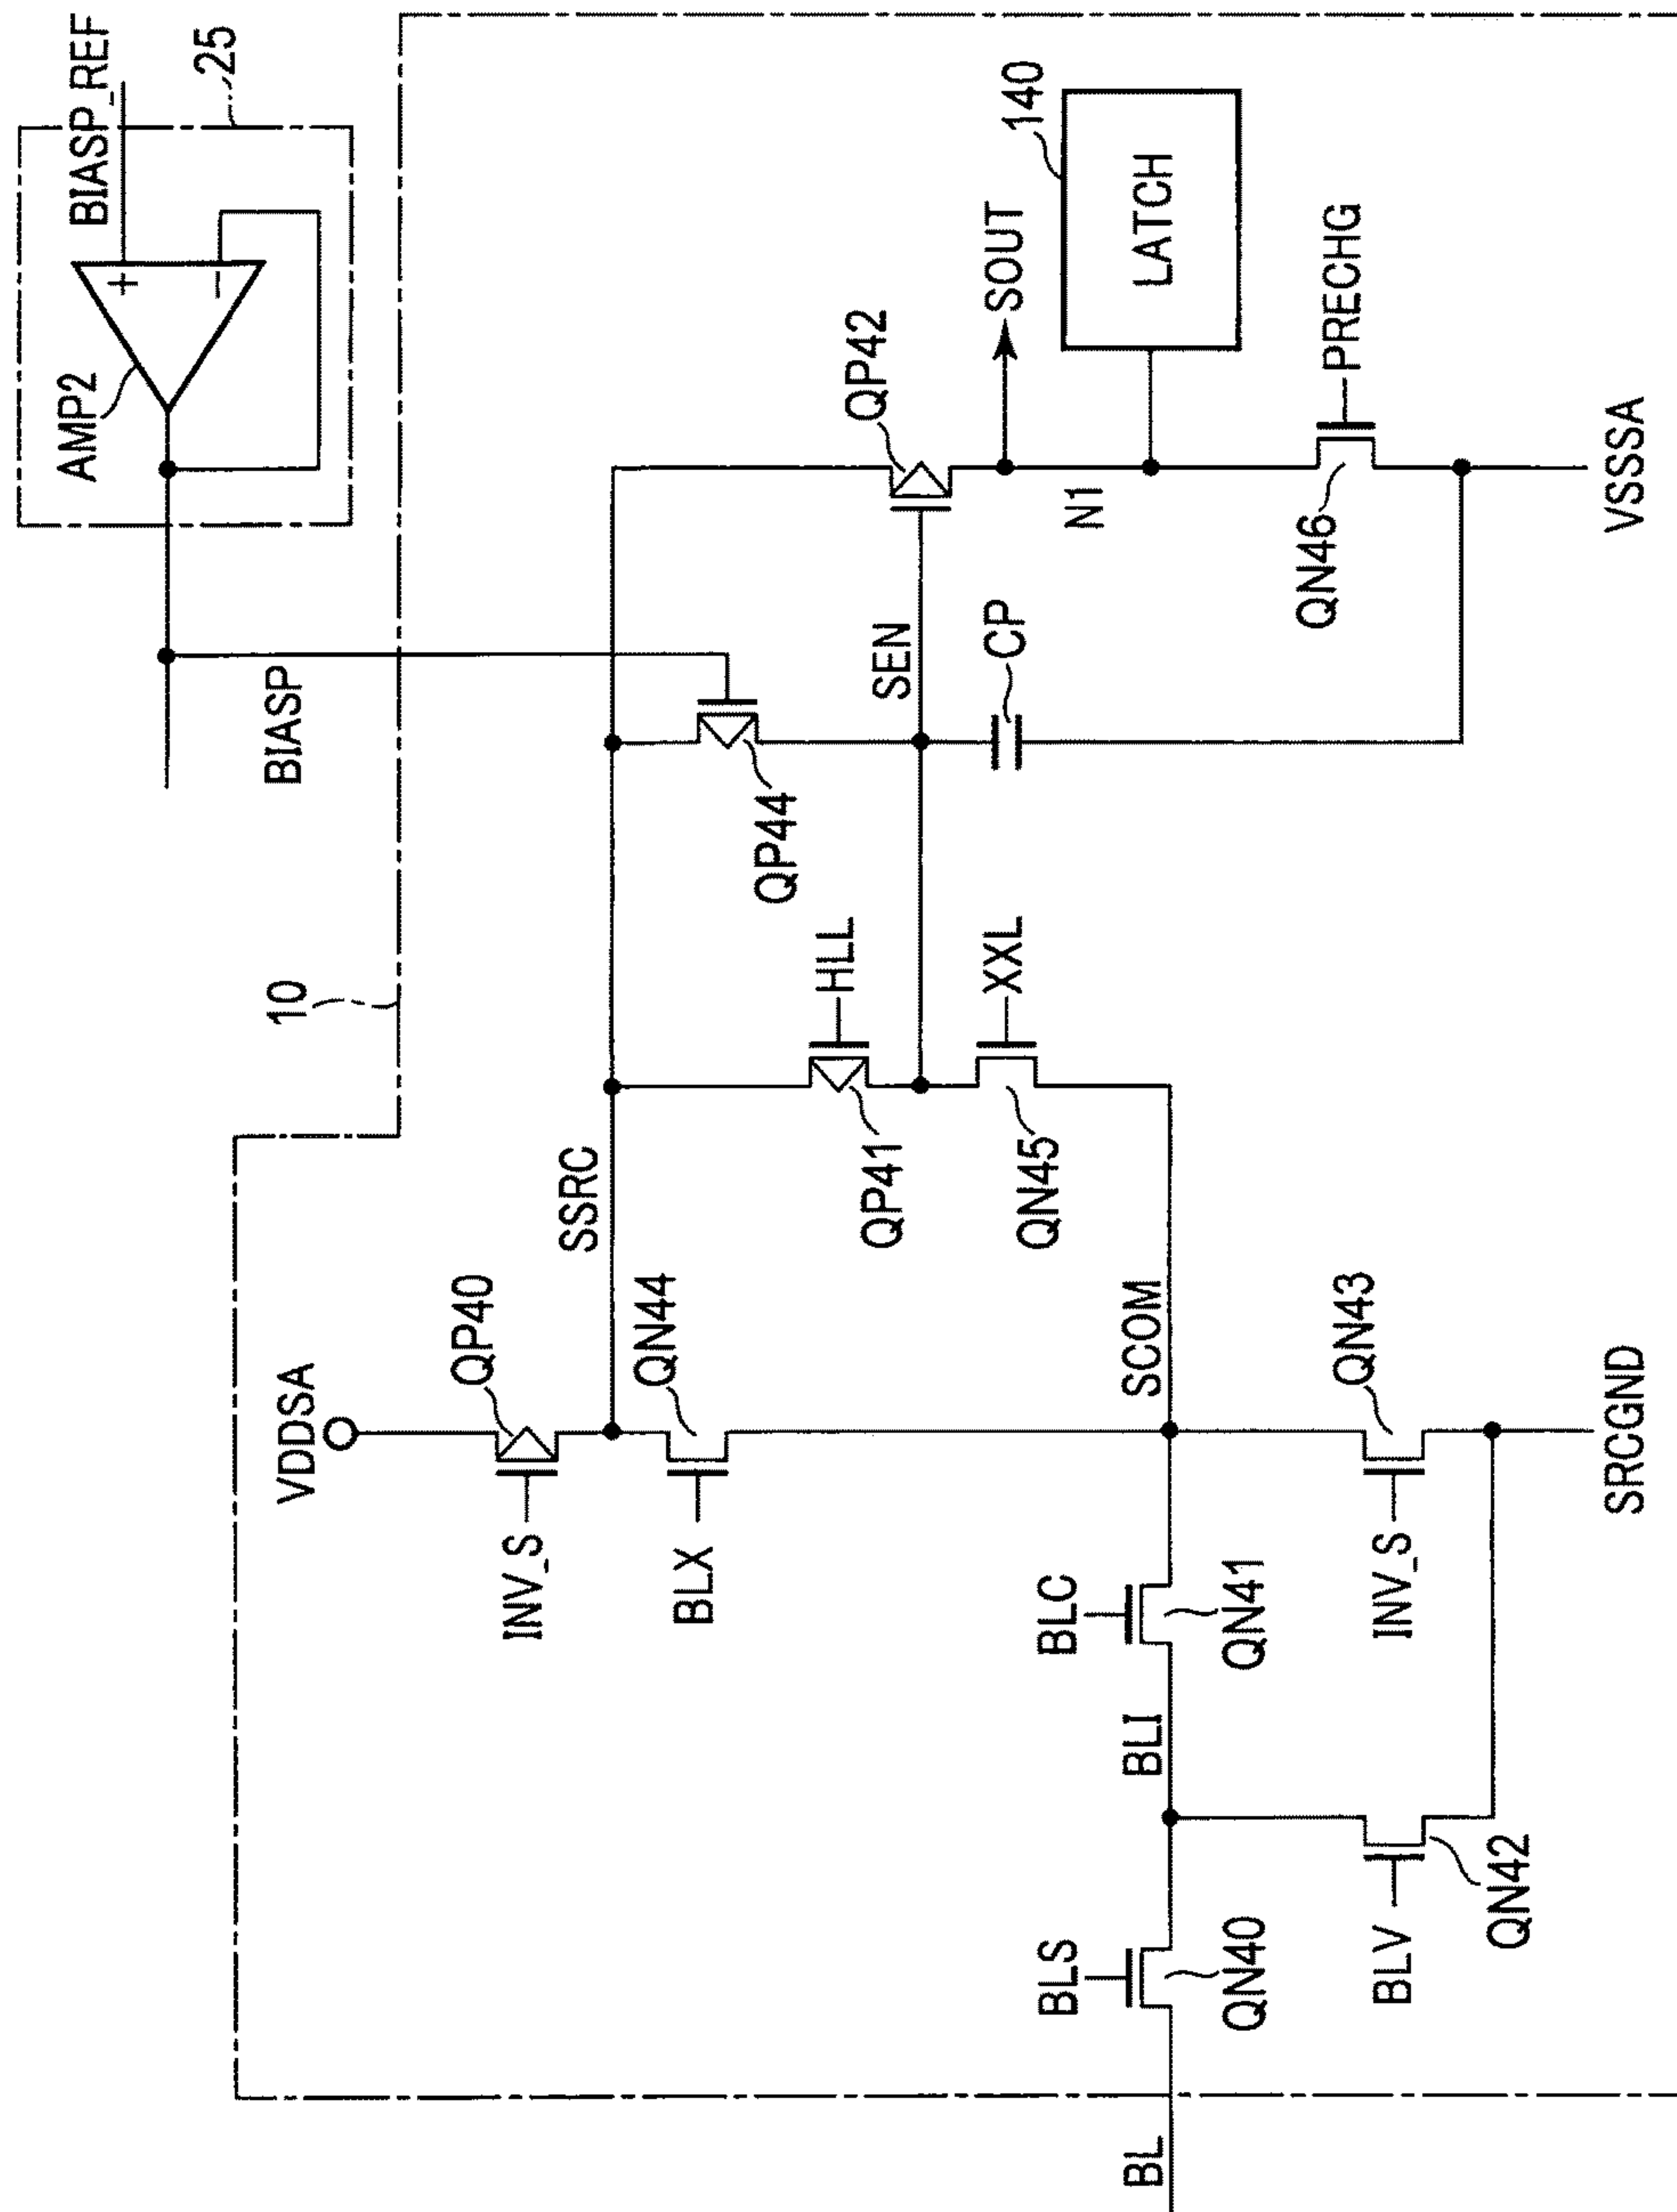 BIASP_REF
25
+
−
AMP2
BIASP
10
VDDSA
INV_S
QP40
SSRC
BLX
QN44
HLL
QP41
XXL
QN45
QP44
SEN
CP
QP42
SOUT
140
LATCH
N1
PRECHG
QN46
VSSSA
SCOM
BLC
QN41
BLI
INV_S
QN43
SRCGND
BLS
QN40
BLV
QN42
BL